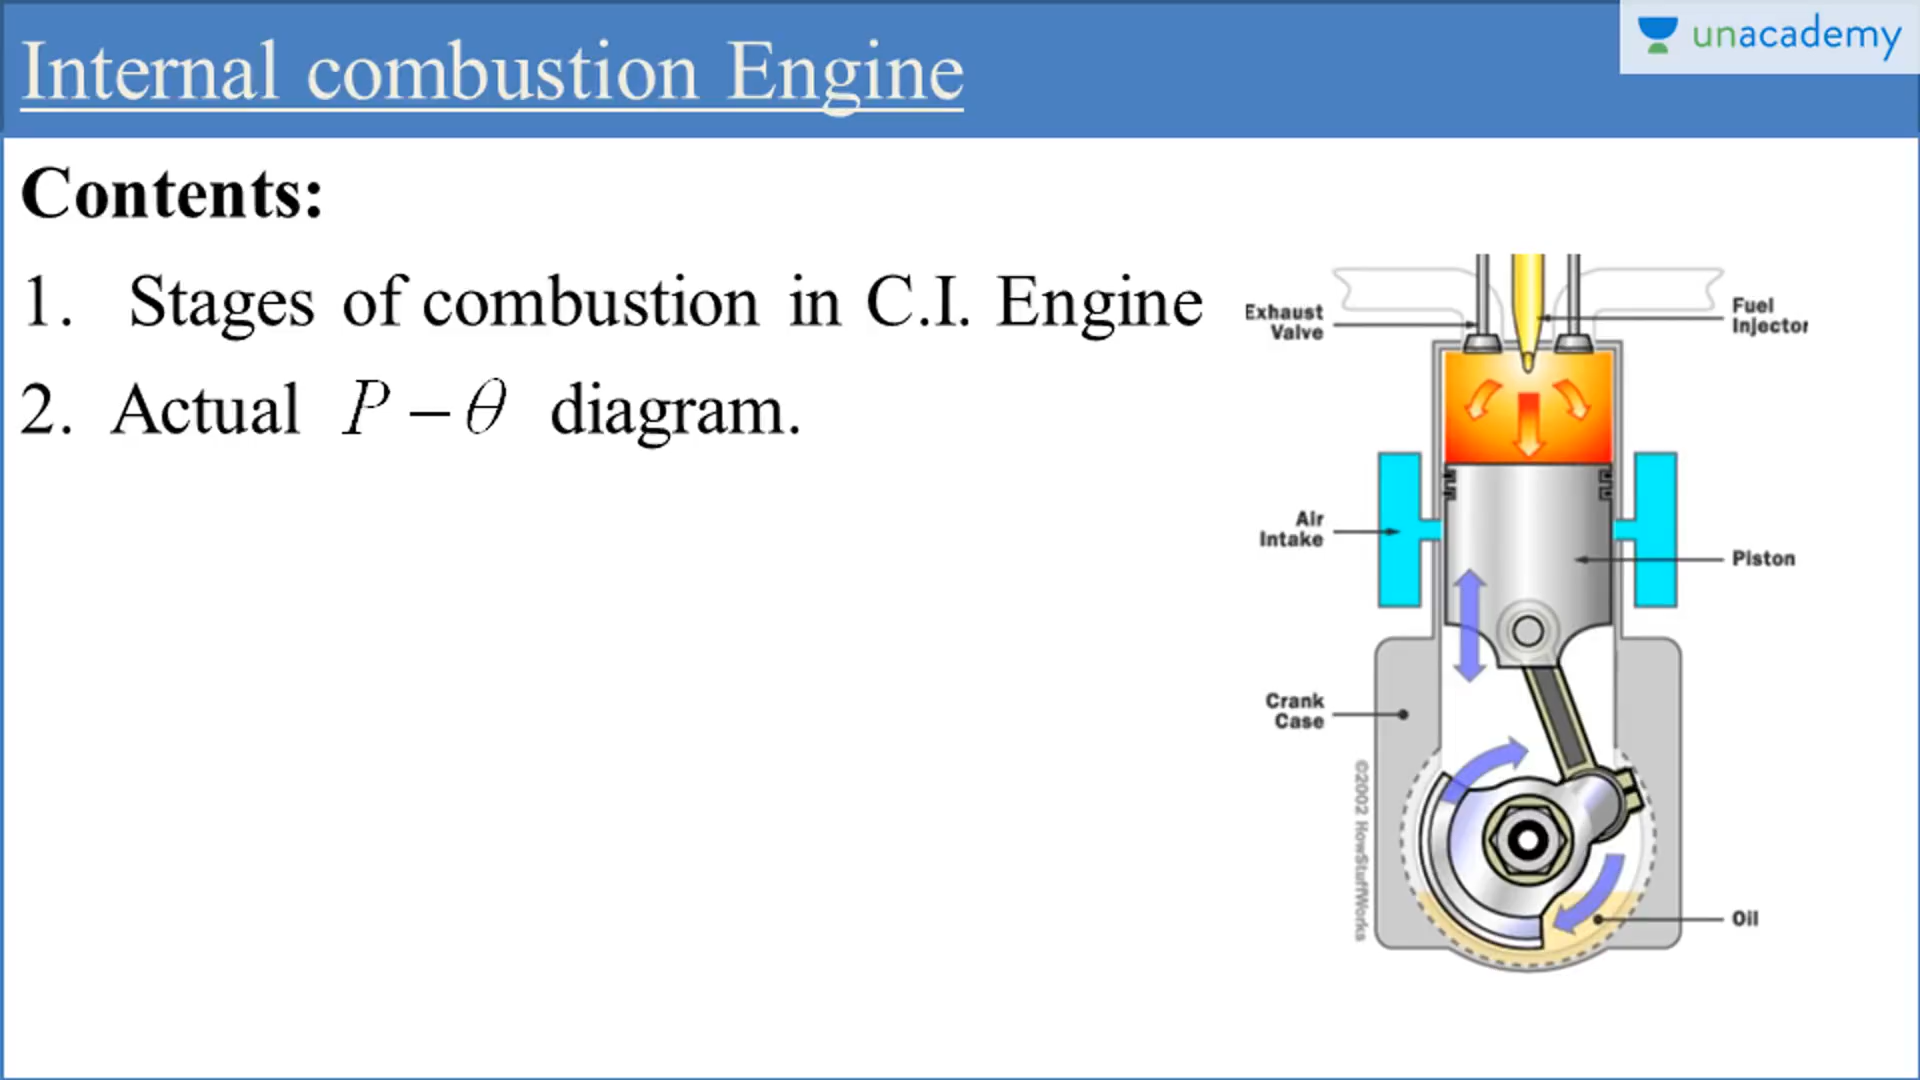 Internal combustion Engine
unacademy
Contents:
1. Stages of combustion in C.I. Engine
2. Actual P – θ diagram.
Exhaust
Valve
Fuel
Injector
Air
Intake
Piston
Crank
Case
©2002 HowStuffWorks
Oil